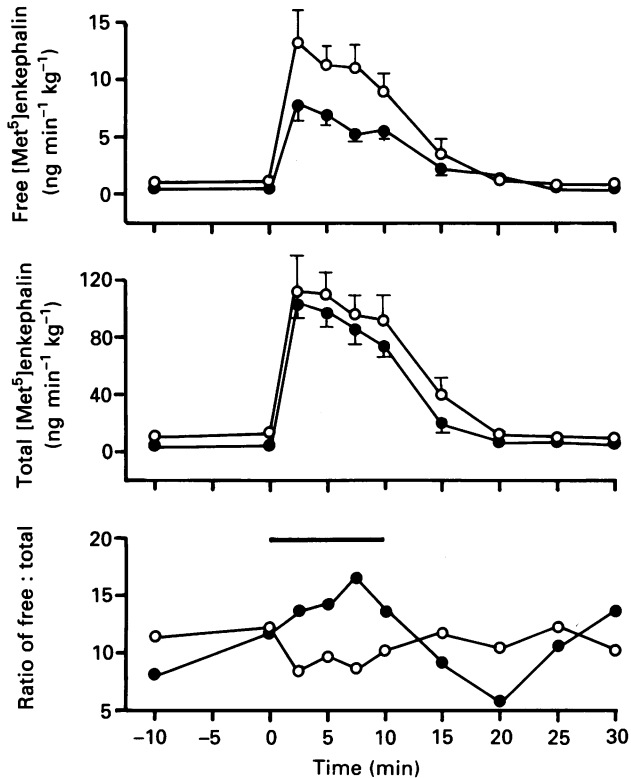 Free [Met⁵]enkephalin
(ng min⁻¹ kg⁻¹)
15
10
5
0
Total [Met⁵]enkephalin
(ng min⁻¹ kg⁻¹)
120
80
40
0
Ratio of free : total
20
15
10
5
−10 −5 0 5 10 15 20 25 30
Time (min)